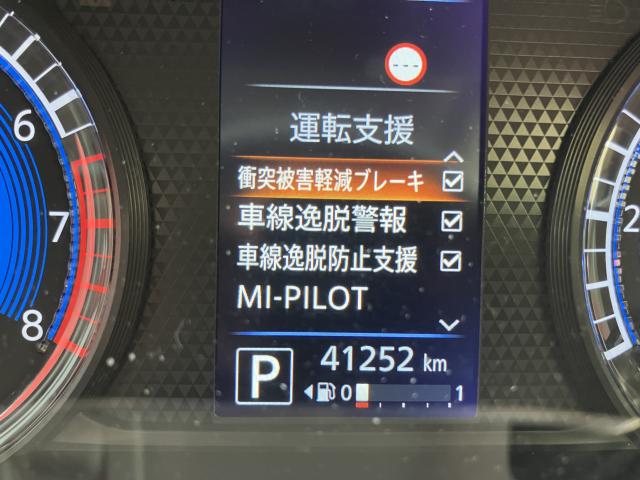 ---
運転支援
衝突被害軽減ブレーキ
車線逸脱警報
車線逸脱防止支援
MI-PILOT
P 41252 km
0 1
6
7
8
2